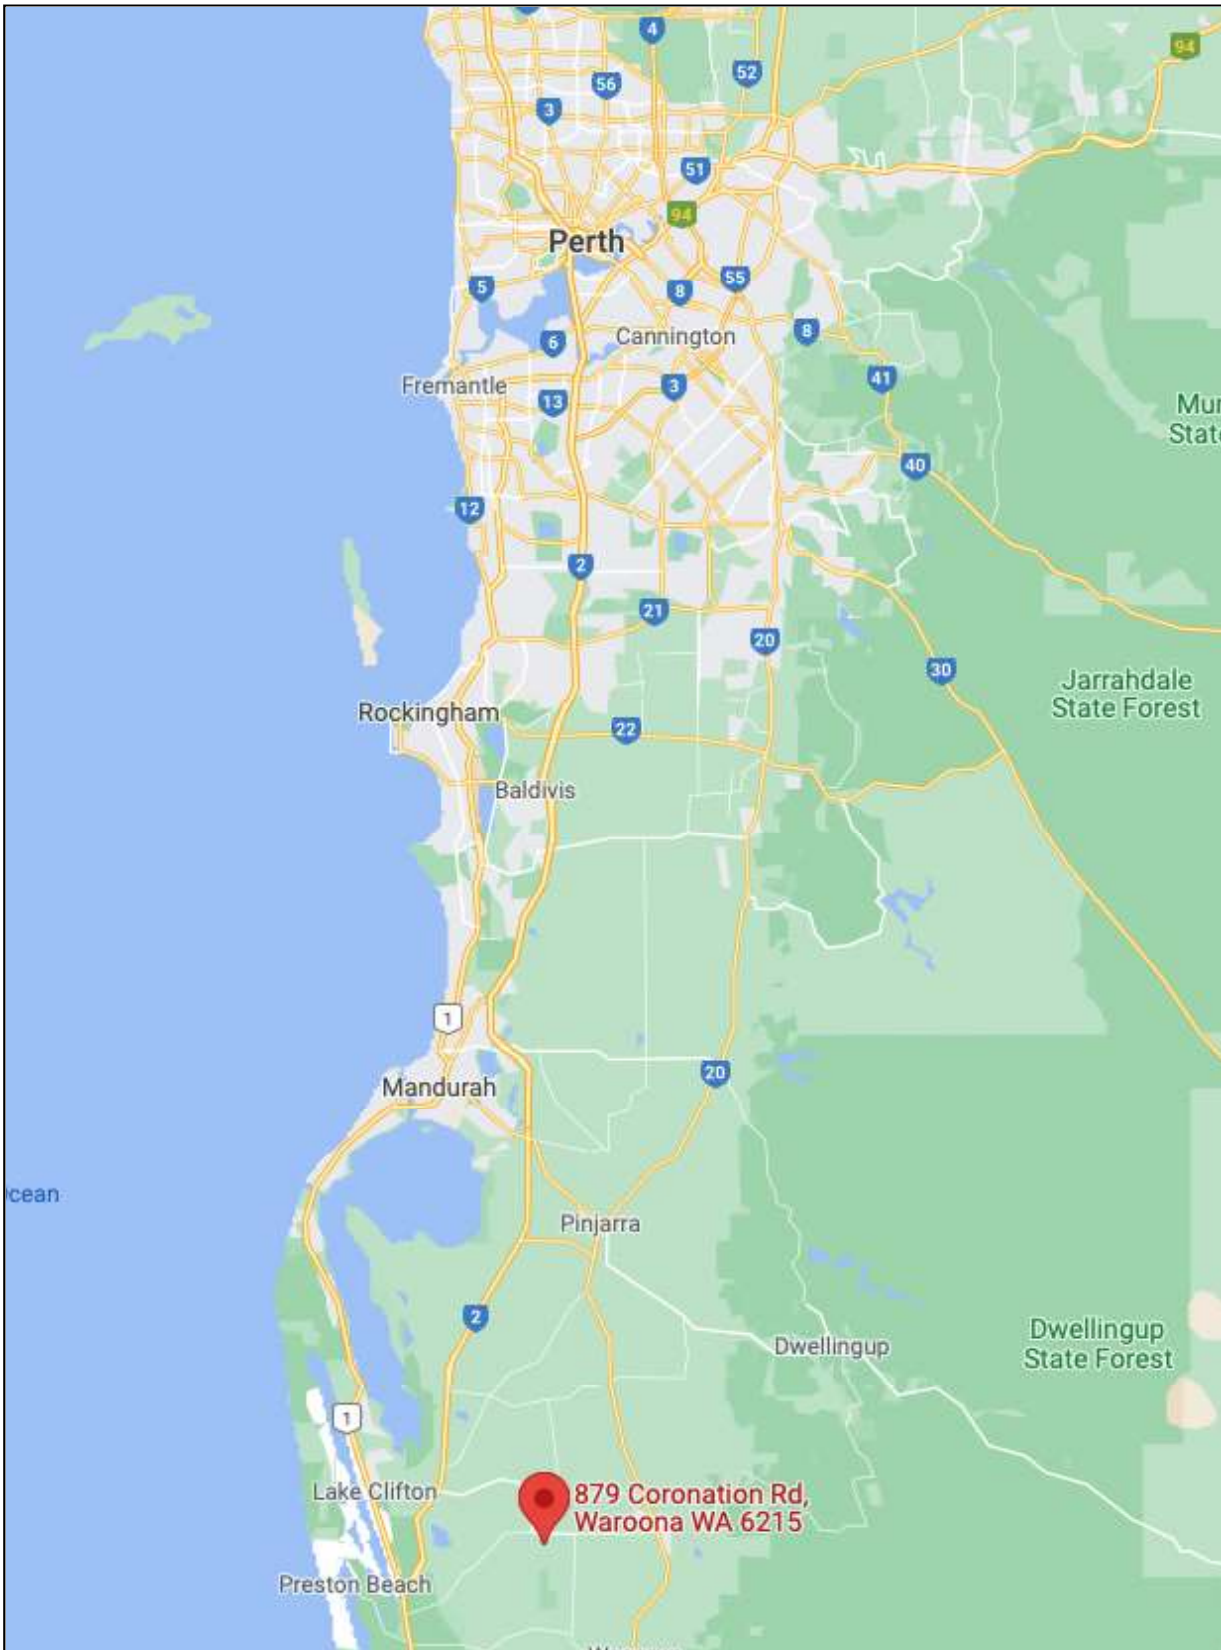 4
94
56
52
3
51
94
Perth
5
8
55
6
Cannington
8
Fremantle
13
3
41
Mur
State
40
12
2
21
20
30
Jarrahdale
State Forest
Rockingham
22
Baldivis
1
Mandurah
20
cean
Pinjarra
2
Dwellingup
Dwellingup
State Forest
1
Lake Clifton
879 Coronation Rd,
Waroona WA 6215
Preston Beach